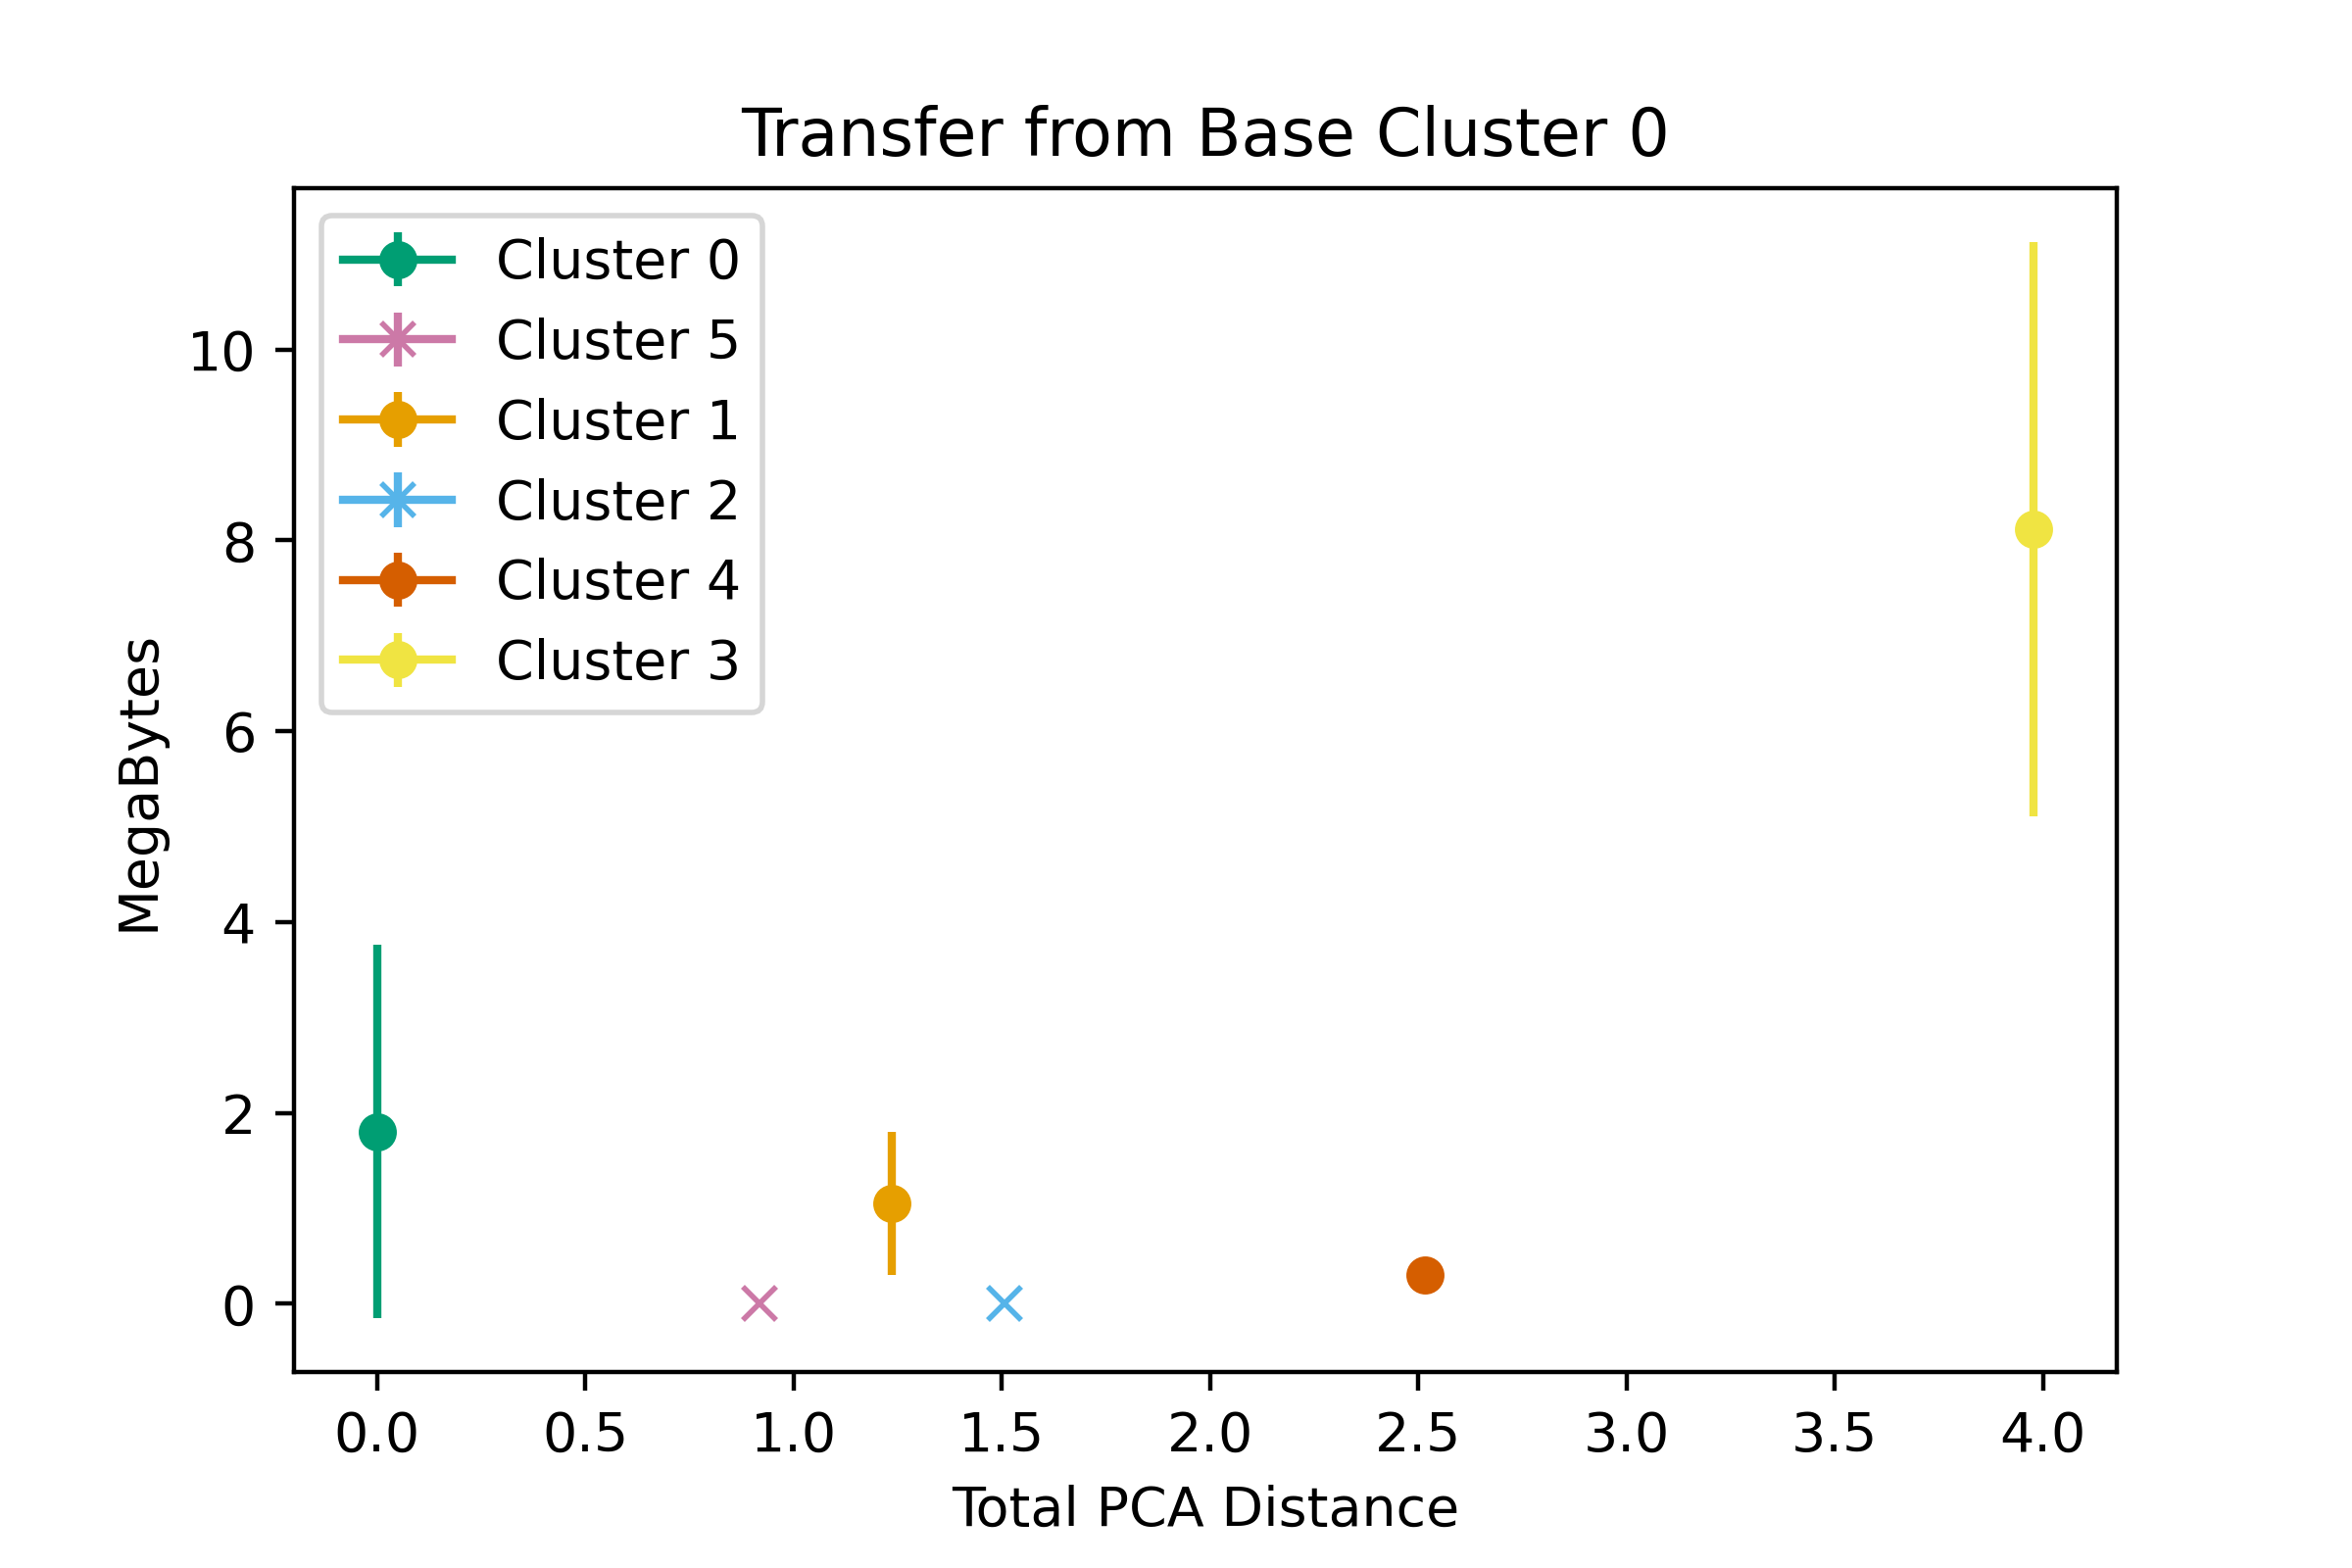 Transfer from Base Cluster 0
Cluster 0
Cluster 5
Cluster 1
Cluster 2
Cluster 4
Cluster 3
MegaBytes
10
8
6
4
2
0
0.0 0.5 1.0 1.5 2.0 2.5 3.0 3.5 4.0
Total PCA Distance